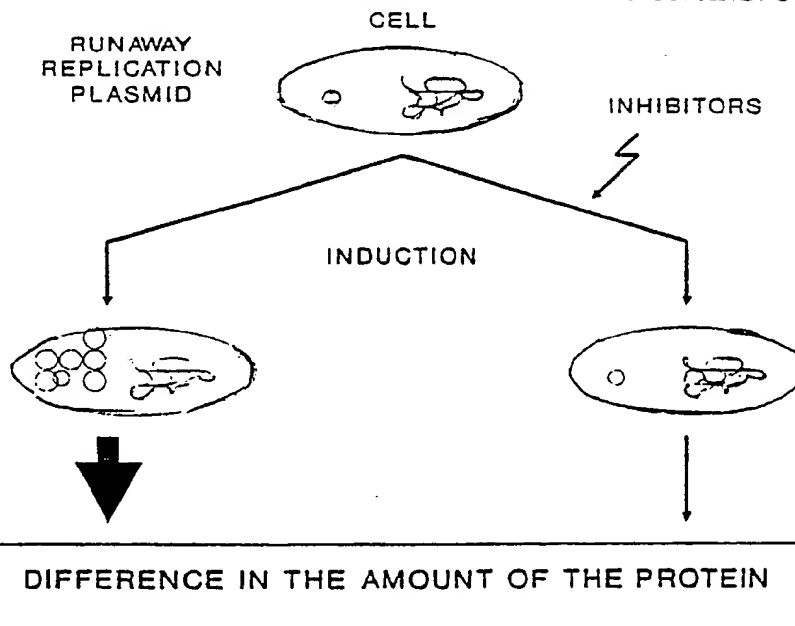 CELL
RUNAWAY
REPLICATION
PLASMID
INHIBITORS
INDUCTION
DIFFERENCE IN THE AMOUNT OF THE PROTEIN